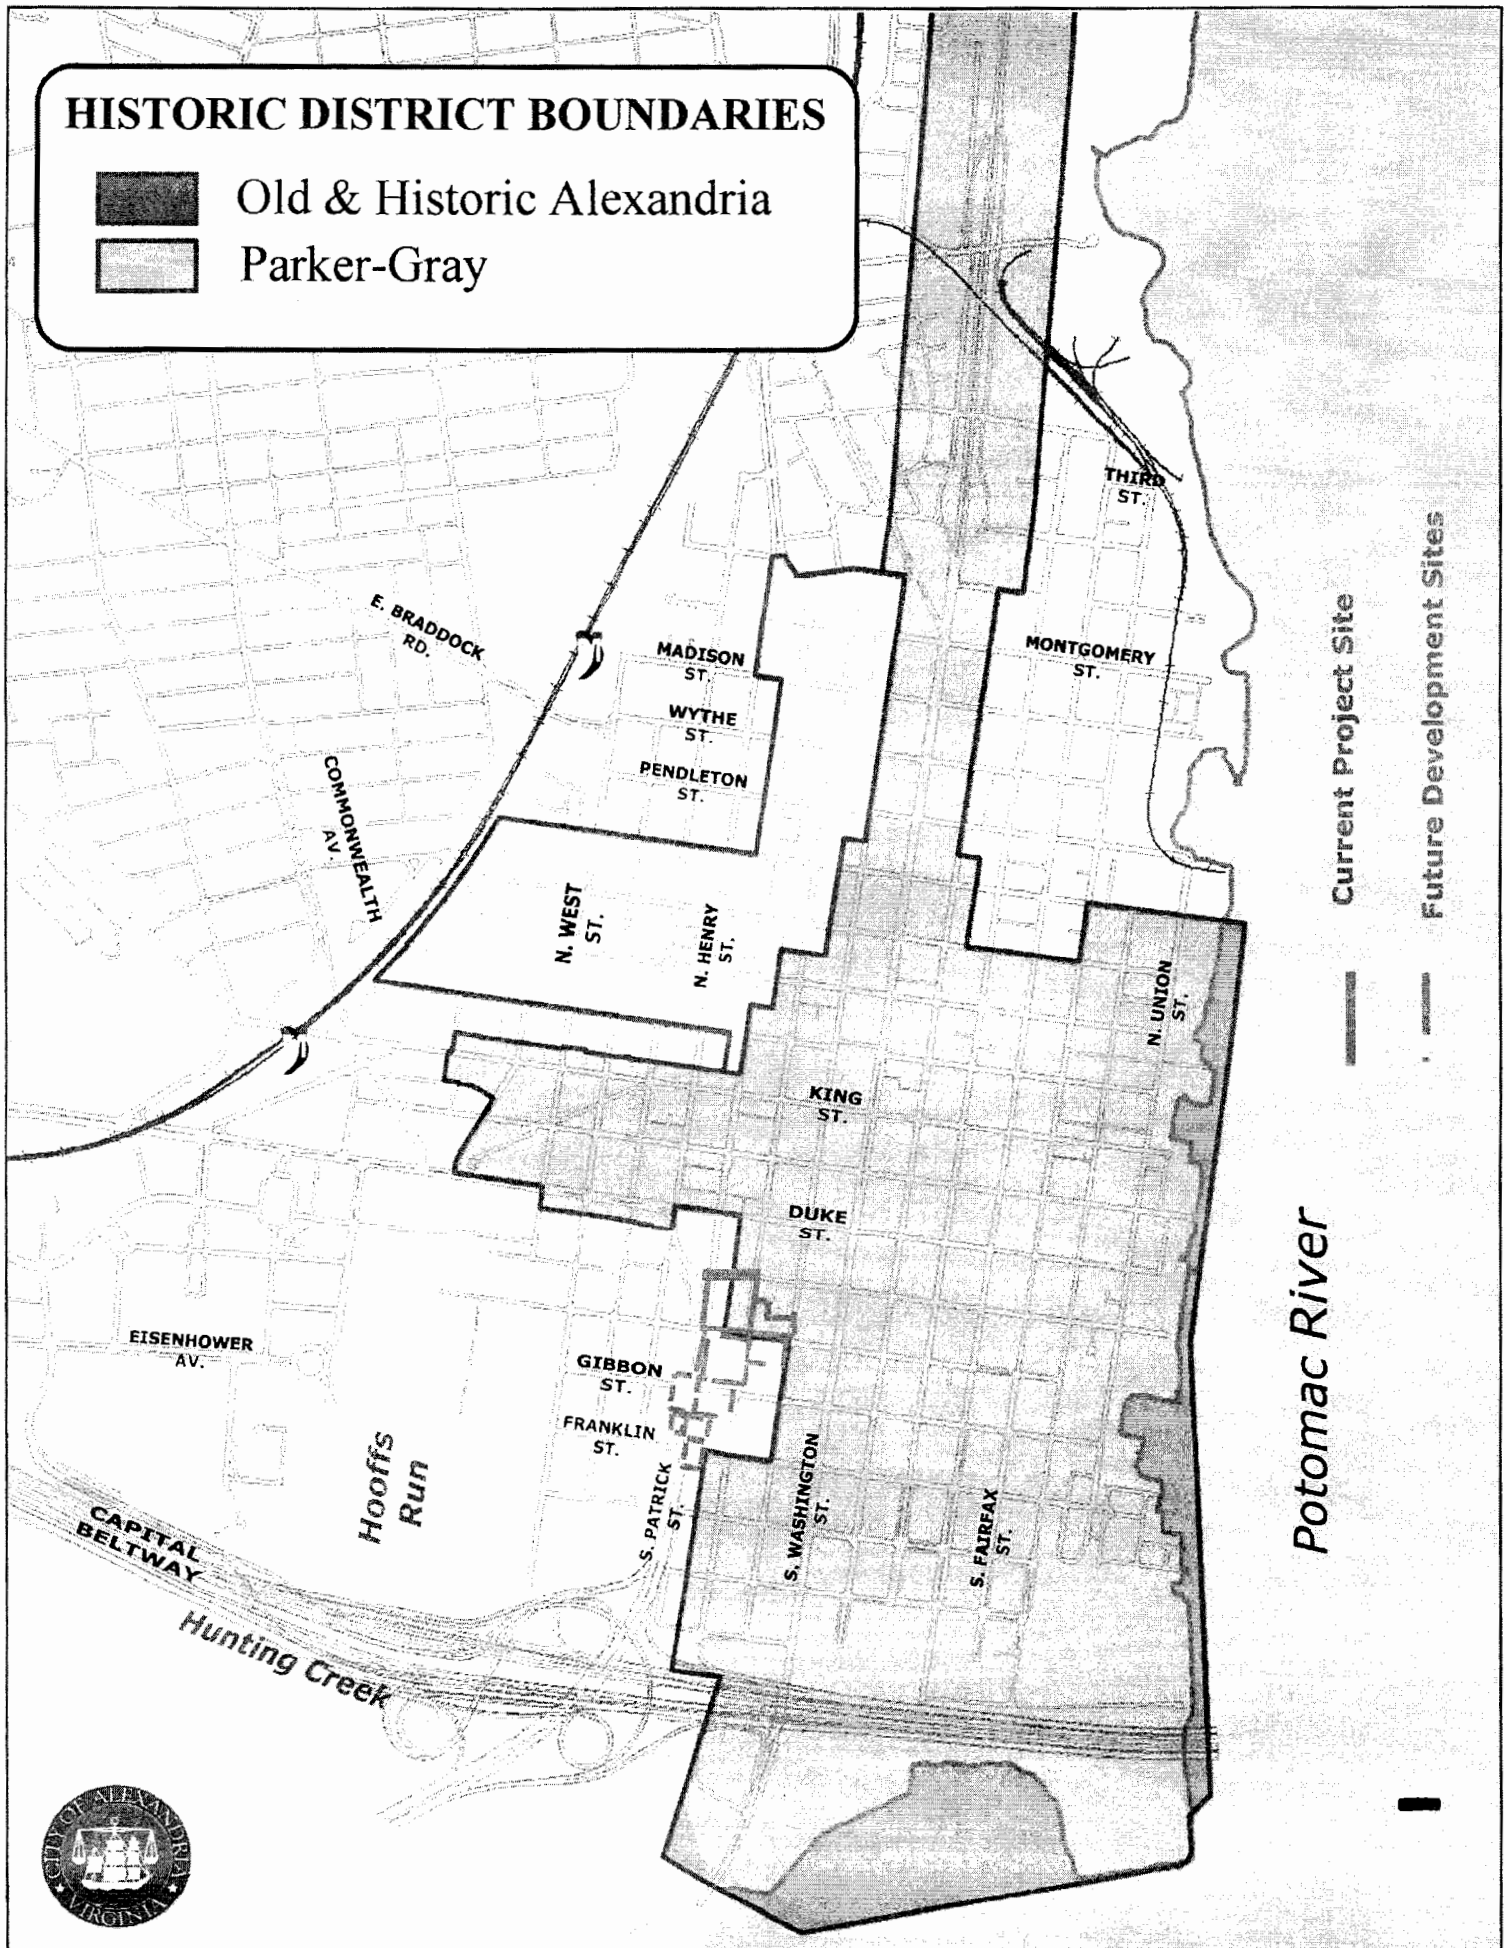 HISTORIC DISTRICT BOUNDARIES
Old & Historic Alexandria
Parker-Gray
THIRD
ST.
E. BRADDOCK
RD.
MADISON
ST.
MONTGOMERY
ST.
WYTHE
ST.
PENDLETON
ST.
COMMONWEALTH
AV.
N. WEST
ST.
N. HENRY
ST.
N. UNION
ST.
KING
ST.
DUKE
ST.
EISENHOWER
AV.
GIBBON
ST.
FRANKLIN
ST.
S. PATRICK
ST.
S. WASHINGTON
ST.
S. FAIRFAX
ST.
Hooffs
Run
CAPITAL
BELTWAY
Hunting Creek
Potomac River
Current Project Site
Future Development Sites
CITY OF ALEXANDRIA
VIRGINIA